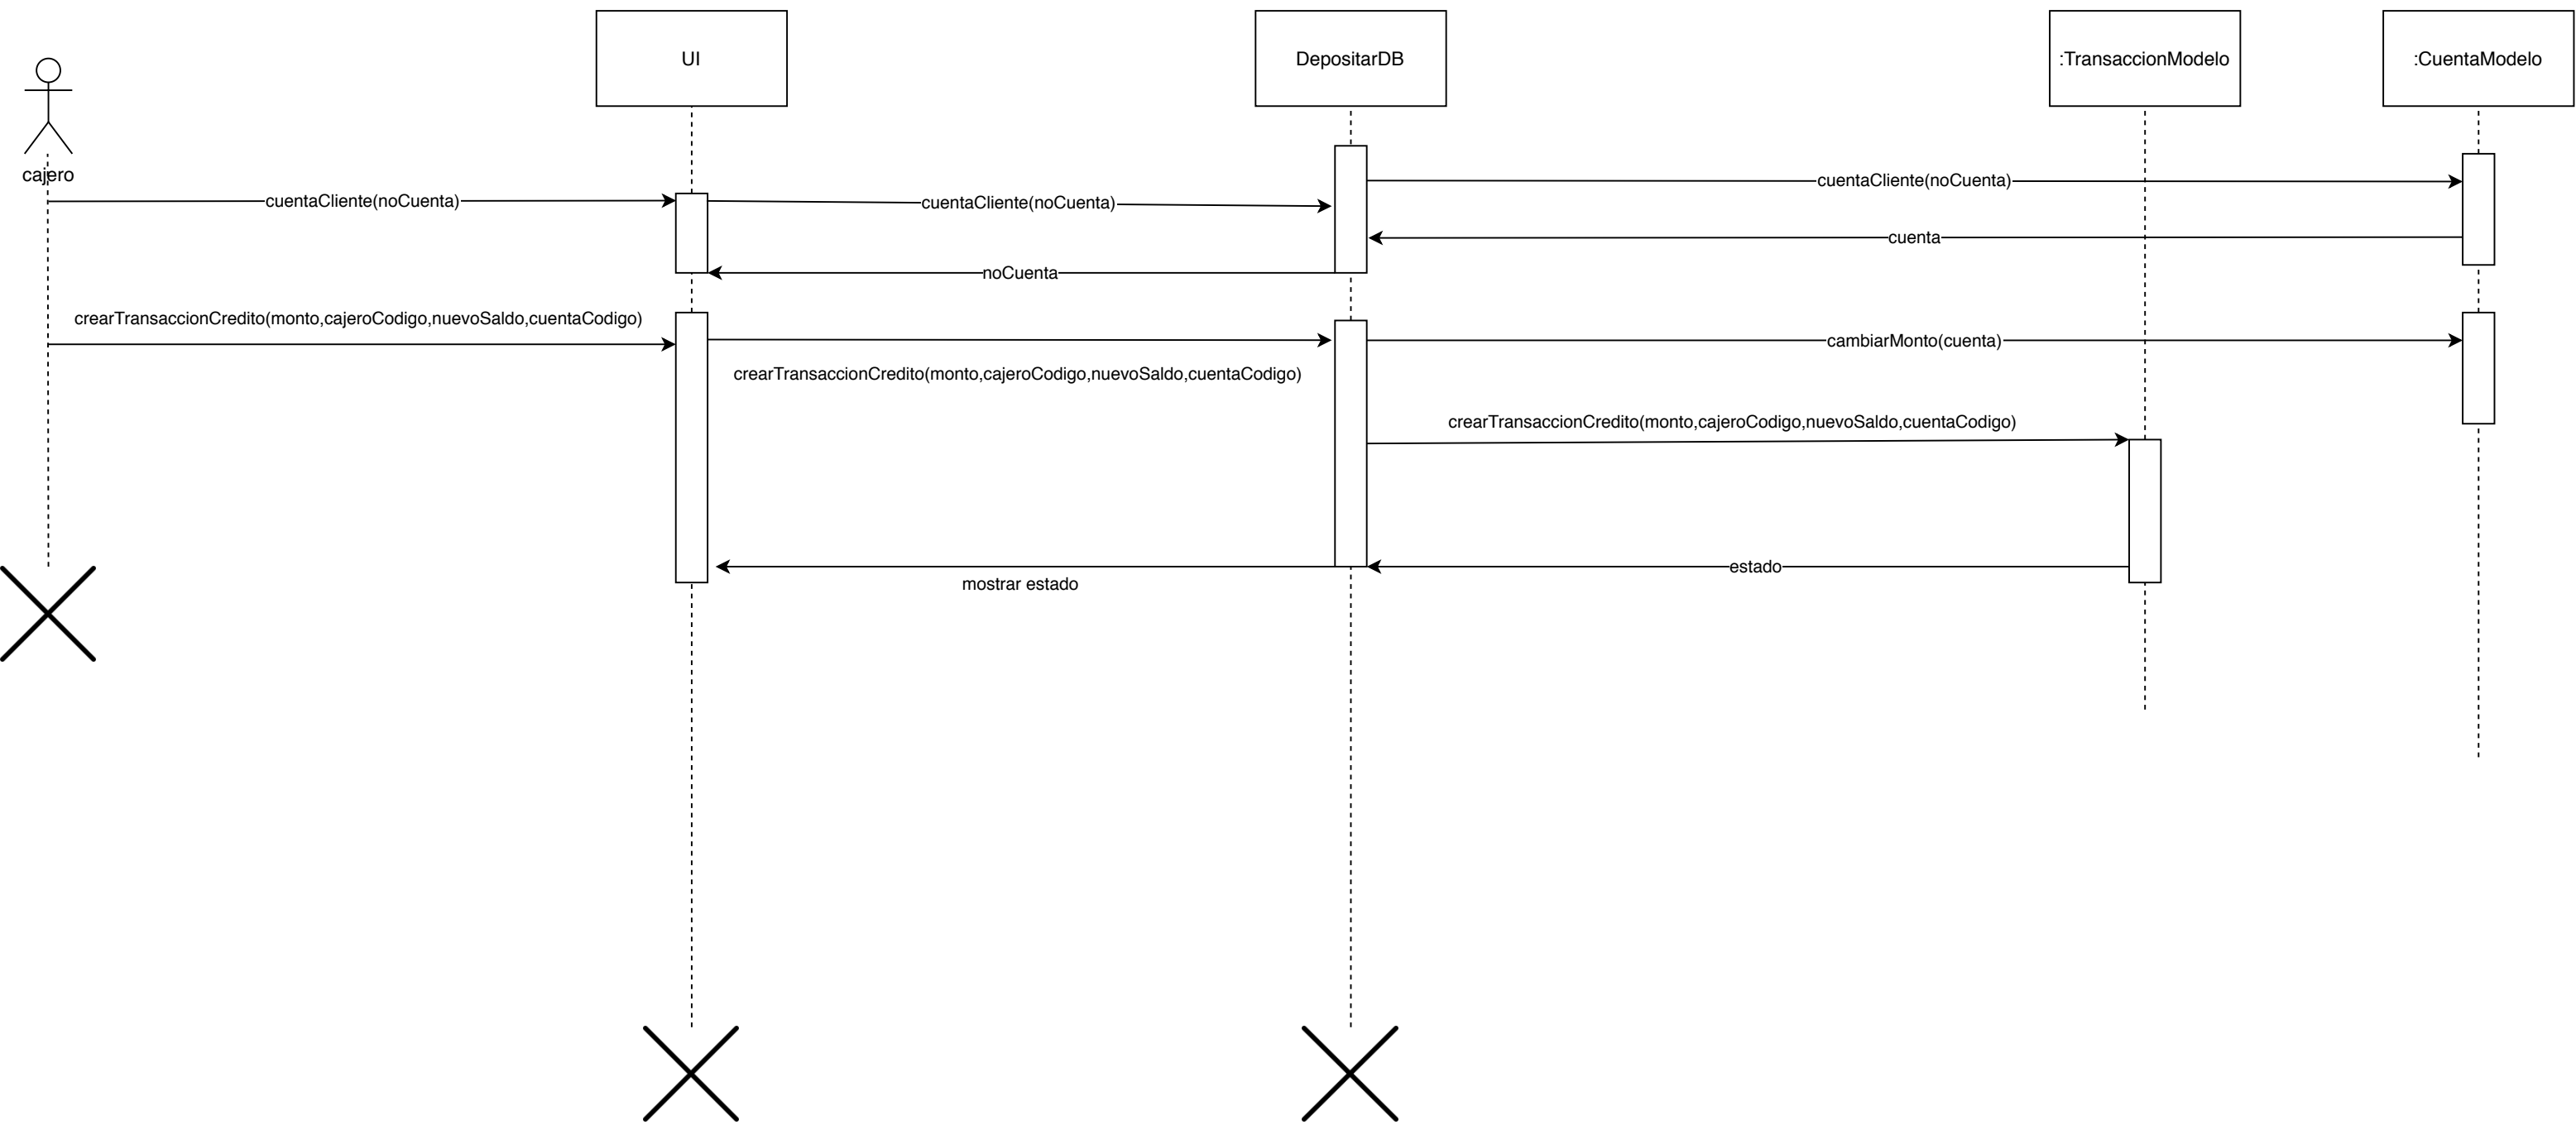 UI
DepositarDB
:TransaccionModelo
:CuentaModelo
cajero
cuentaCliente(noCuenta)
cuentaCliente(noCuenta)
cuentaCliente(noCuenta)
cuenta
noCuenta
crearTransaccionCredito(monto,cajeroCodigo,nuevoSaldo,cuentaCodigo)
cambiarMonto(cuenta)
crearTransaccionCredito(monto,cajeroCodigo,nuevoSaldo,cuentaCodigo)
crearTransaccionCredito(monto,cajeroCodigo,nuevoSaldo,cuentaCodigo)
estado
mostrar estado